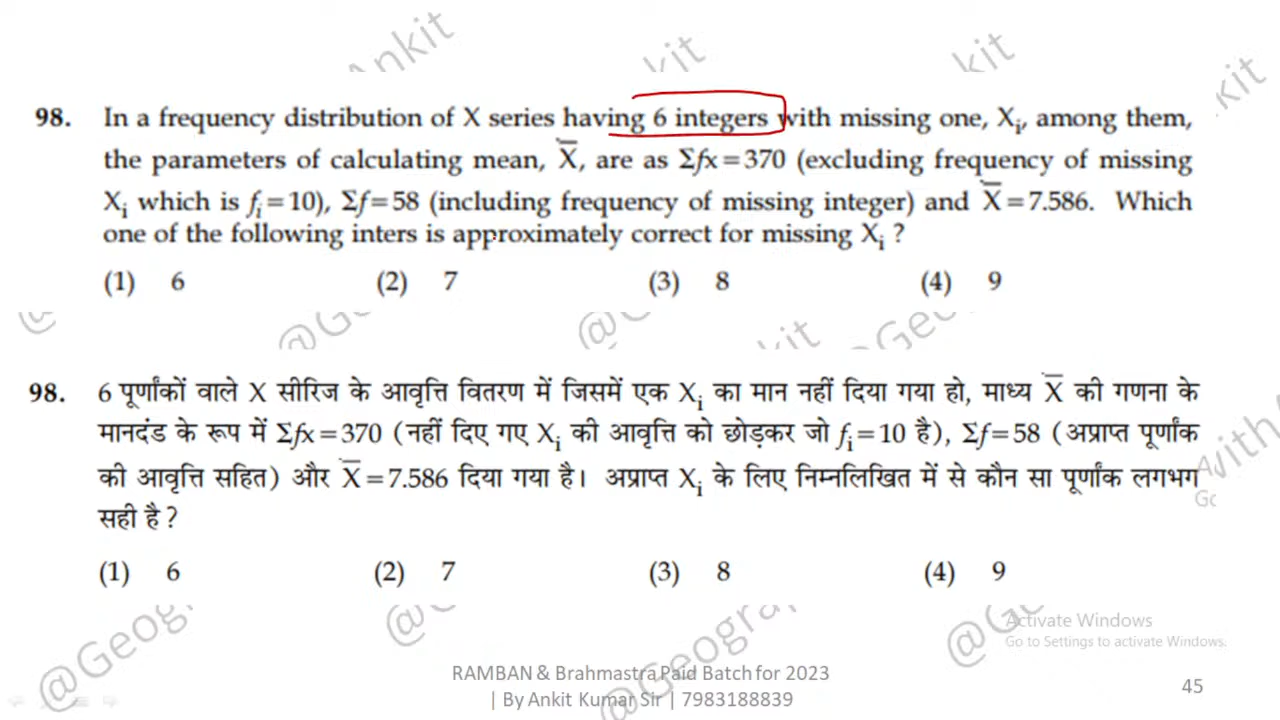 Ankit
kit
kit
kit
98. In a frequency distribution of X series having 6 integers with missing one, Xi, among them,
the parameters of calculating mean, X̄, are as Σfx=370 (excluding frequency of missing
Xi which is fi=10), Σf=58 (including frequency of missing integer) and X̄=7.586. Which
one of the following inters is approximately correct for missing Xi ?
(1) 6 (2) 7 (3) 8 (4) 9
98. 6 पूर्णांकों वाले X सीरिज के आवृत्ति वितरण में जिसमें एक Xi का मान नहीं दिया गया हो, माध्य X̄ की गणना के
मानदंड के रूप में Σfx=370 (नहीं दिए गए Xi की आवृत्ति को छोड़कर जो fi=10 है), Σf=58 (अप्राप्त पूर्णांक
की आवृत्ति सहित) और X̄=7.586 दिया गया है। अप्राप्त Xi के लिए निम्नलिखित में से कौन सा पूर्णांक लगभग
सही है?
(1) 6 (2) 7 (3) 8 (4) 9
Activate Windows
Go to Settings to activate Windows.
RAMBAN & Brahmastra Paid Batch for 2023
| By Ankit Kumar Sir | 7983188839
45